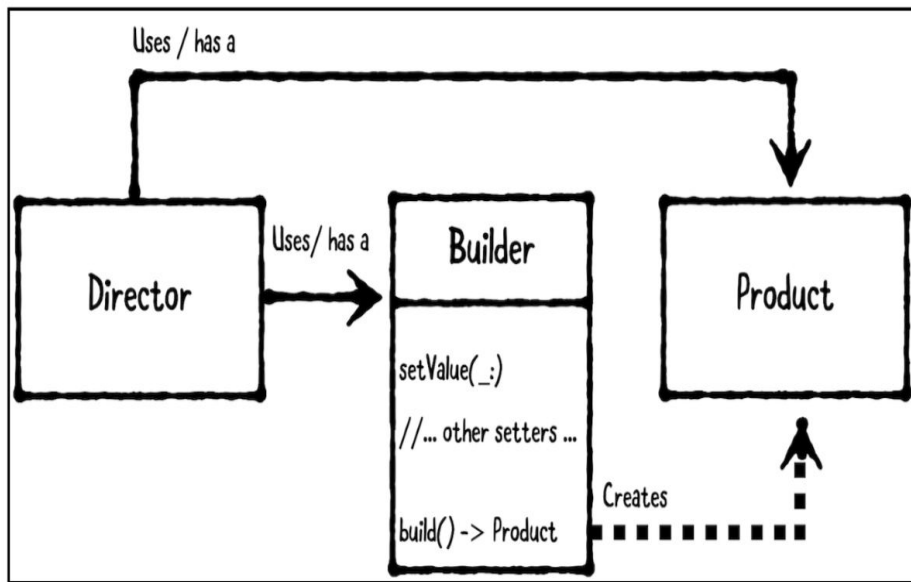 Uses / has a
Director
Uses/ has a
Builder
setValue(_:)
//... other setters ...
build() -> Product
Product
Creates